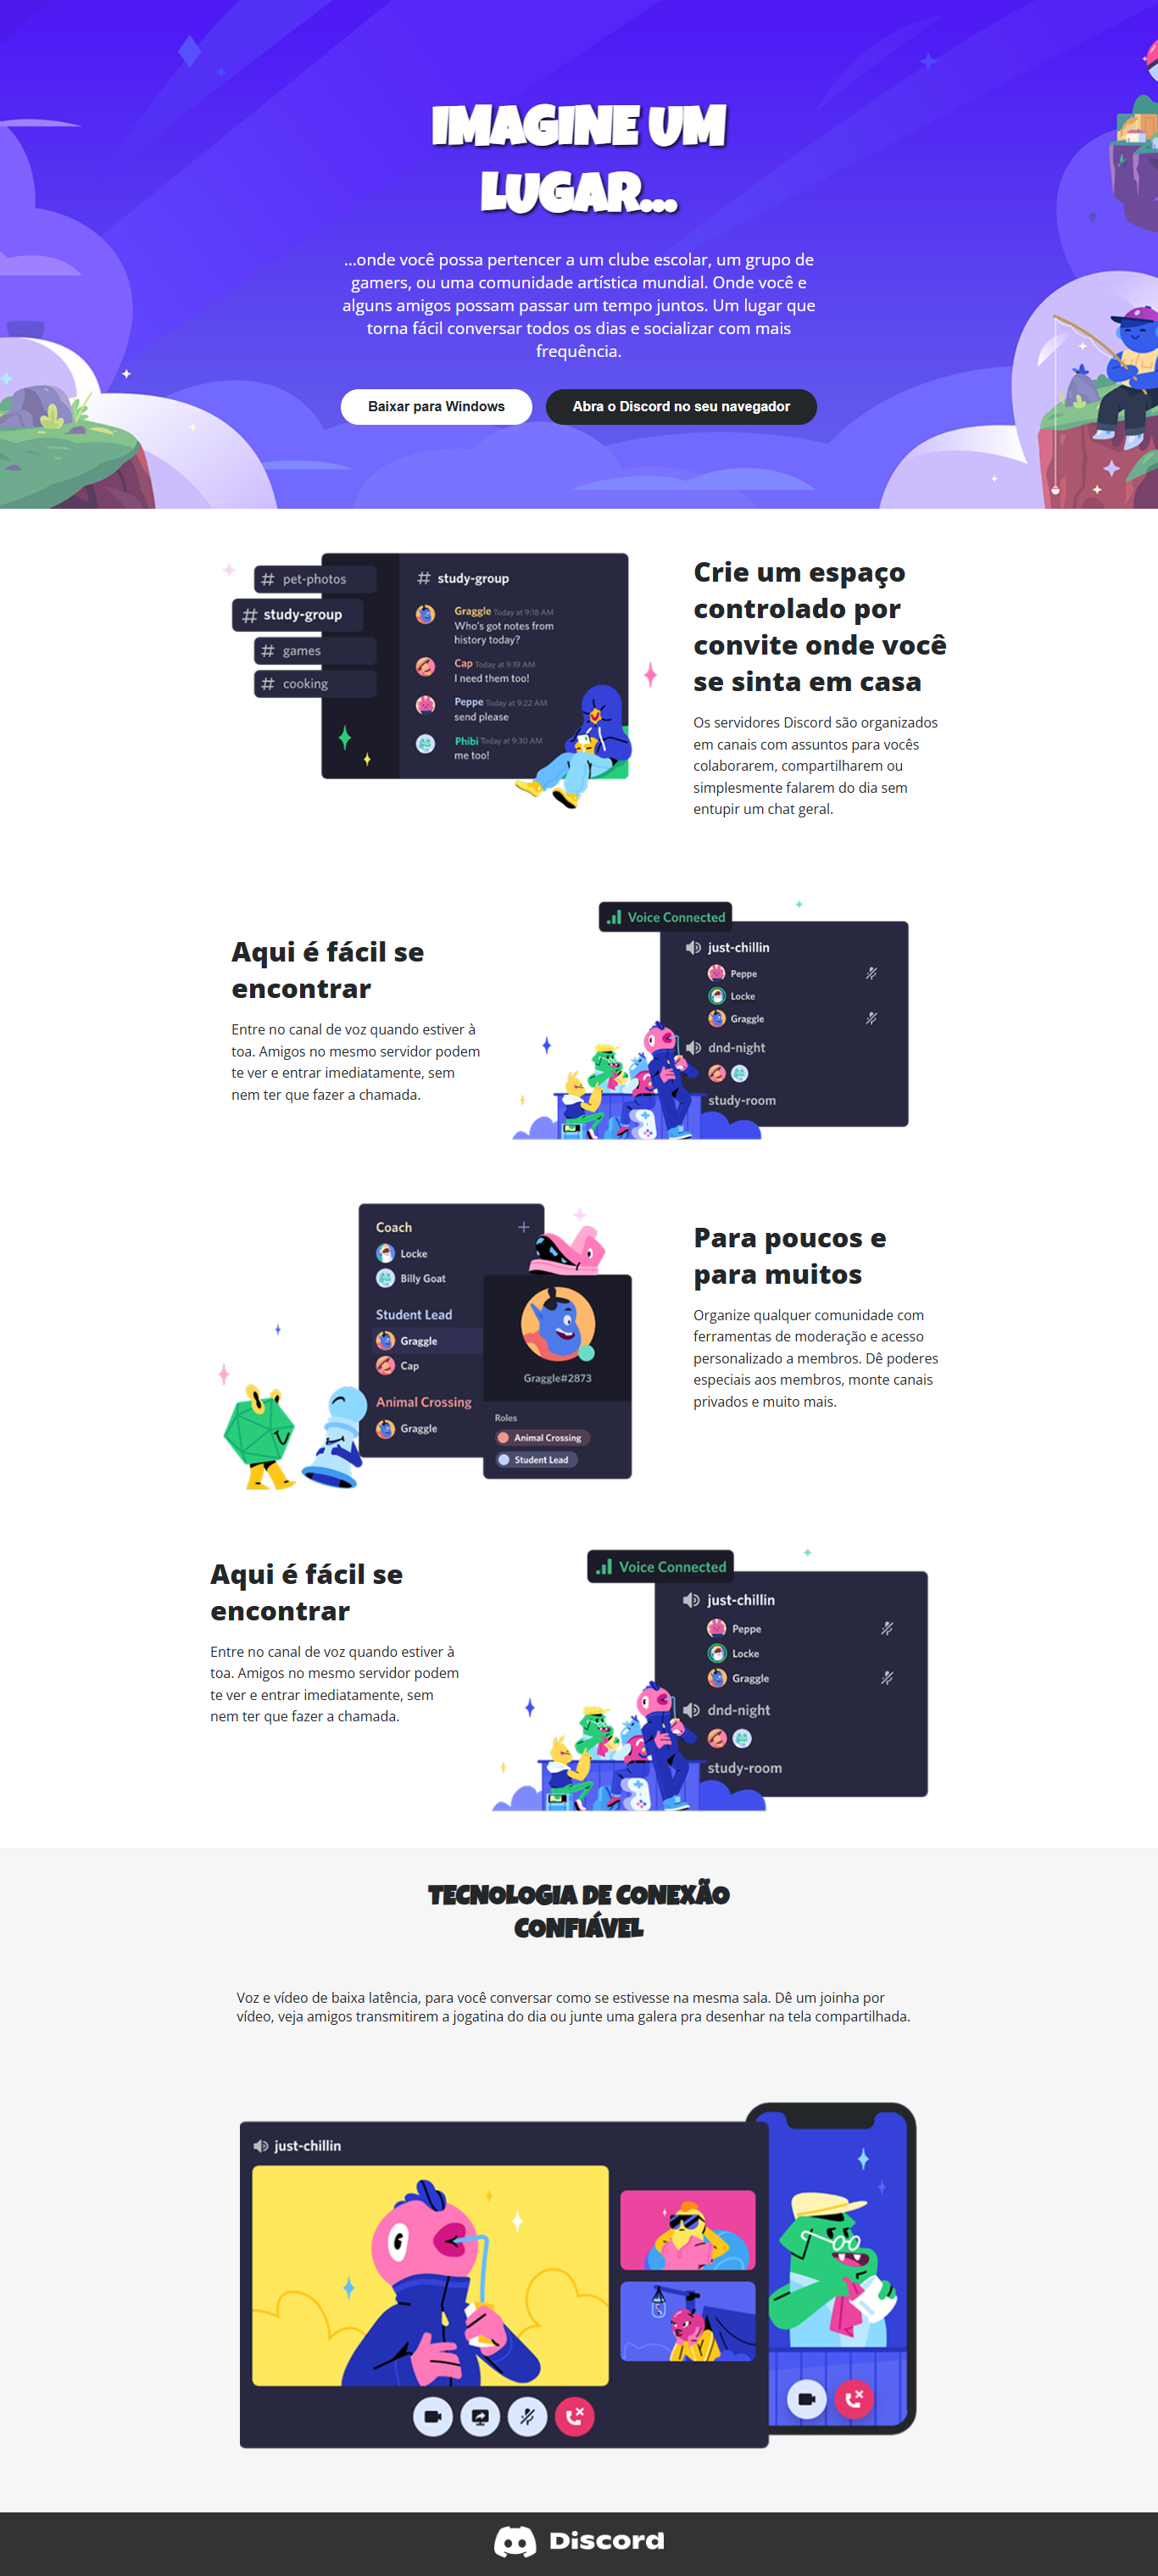 IMAGINE UM
LUGAR...
...onde você possa pertencer a um clube escolar, um grupo de
gamers, ou uma comunidade artística mundial. Onde você e
alguns amigos possam passar um tempo juntos. Um lugar que
torna fácil conversar todos os dias e socializar com mais
frequência.
Baixar para Windows
Abra o Discord no seu navegador
# pet-photos
# study-group
# games
# cooking
# study-group
Graggle Today at 9:18 AM
Who's got notes from
history today?
Cap Today at 9:19 AM
I need them too!
Peppe Today at 9:22 AM
send please
Phibi Today at 9:30 AM
me too!
Crie um espaço
controlado por
convite onde você
se sinta em casa
Os servidores Discord são organizados
em canais com assuntos para vocês
colaborarem, compartilharem ou
simplesmente falarem do dia sem
entupir um chat geral.
Aqui é fácil se
encontrar
Entre no canal de voz quando estiver à
toa. Amigos no mesmo servidor podem
te ver e entrar imediatamente, sem
nem ter que fazer a chamada.
Voice Connected
just-chillin
Peppe
Locke
Graggle
dnd-night
study-room
Coach
Locke
Billy Goat
Student Lead
Graggle
Cap
Animal Crossing
Graggle
Graggle#2873
Roles
Animal Crossing
Student Lead
Para poucos e
para muitos
Organize qualquer comunidade com
ferramentas de moderação e acesso
personalizado a membros. Dê poderes
especiais aos membros, monte canais
privados e muito mais.
Aqui é fácil se
encontrar
Entre no canal de voz quando estiver à
toa. Amigos no mesmo servidor podem
te ver e entrar imediatamente, sem
nem ter que fazer a chamada.
Voice Connected
just-chillin
Peppe
Locke
Graggle
dnd-night
study-room
TECNOLOGIA DE CONEXÃO
CONFIÁVEL
Voz e vídeo de baixa latência, para você conversar como se estivesse na mesma sala. Dê um joinha por
vídeo, veja amigos transmitirem a jogatina do dia ou junte uma galera pra desenhar na tela compartilhada.
just-chillin
Discord